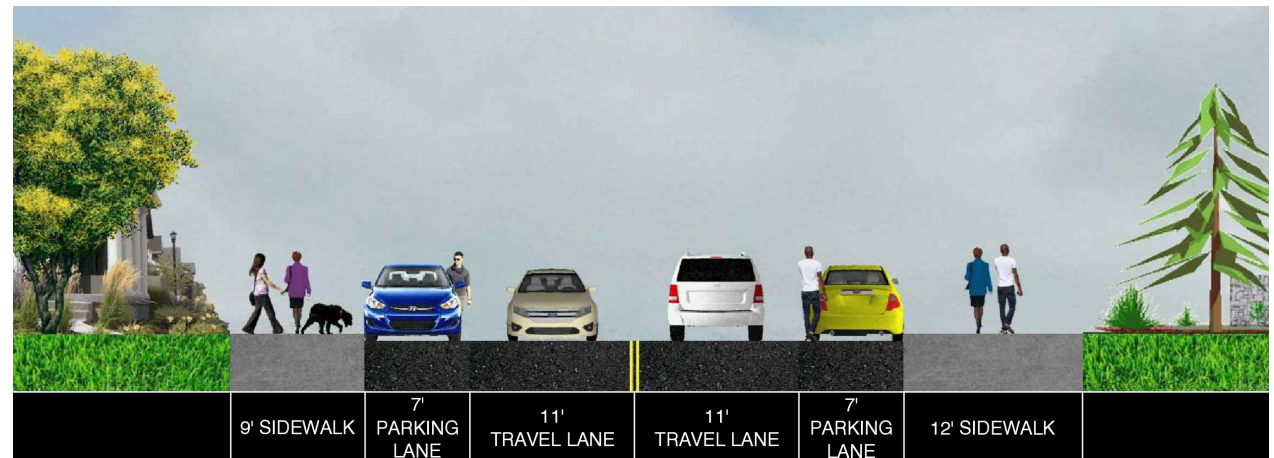 9' SIDEWALK
7'
PARKING
LANE
11'
TRAVEL LANE
11'
TRAVEL LANE
7'
PARKING
LANE
12' SIDEWALK